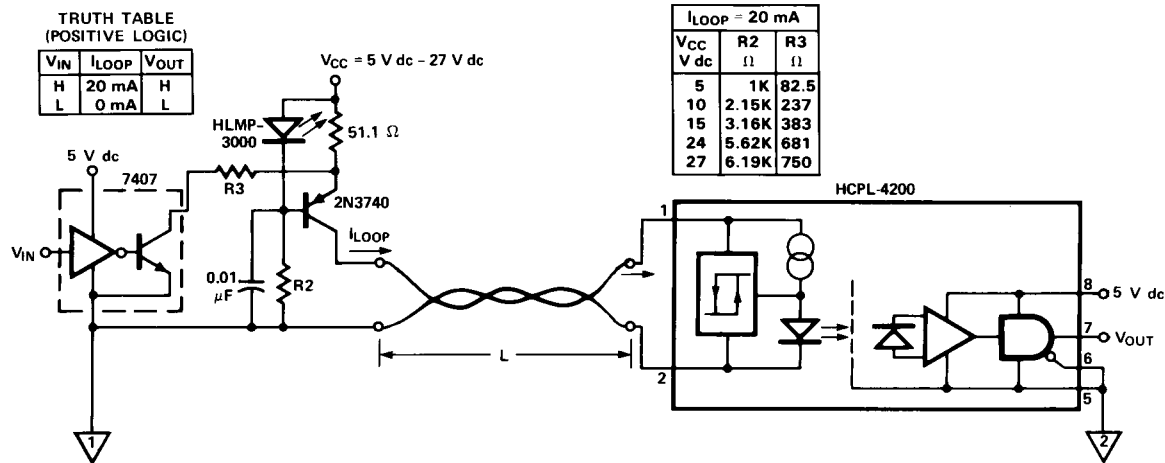 TRUTH TABLE
(POSITIVE LOGIC)
VIN ILOOP VOUT
H 20 mA H
L 0 mA L
VCC = 5 V dc – 27 V dc
HLMP-
3000
51.1 Ω
5 V dc
7407
R3
2N3740
VIN
iLOOP
0.01
μF
R2
L
1
ILOOP = 20 mA
VCC R2 R3
V dc Ω Ω
5 1K 82.5
10 2.15K 237
15 3.16K 383
24 5.62K 681
27 6.19K 750
HCPL-4200
1
2
8 5 V dc
7 VOUT
6
5
2